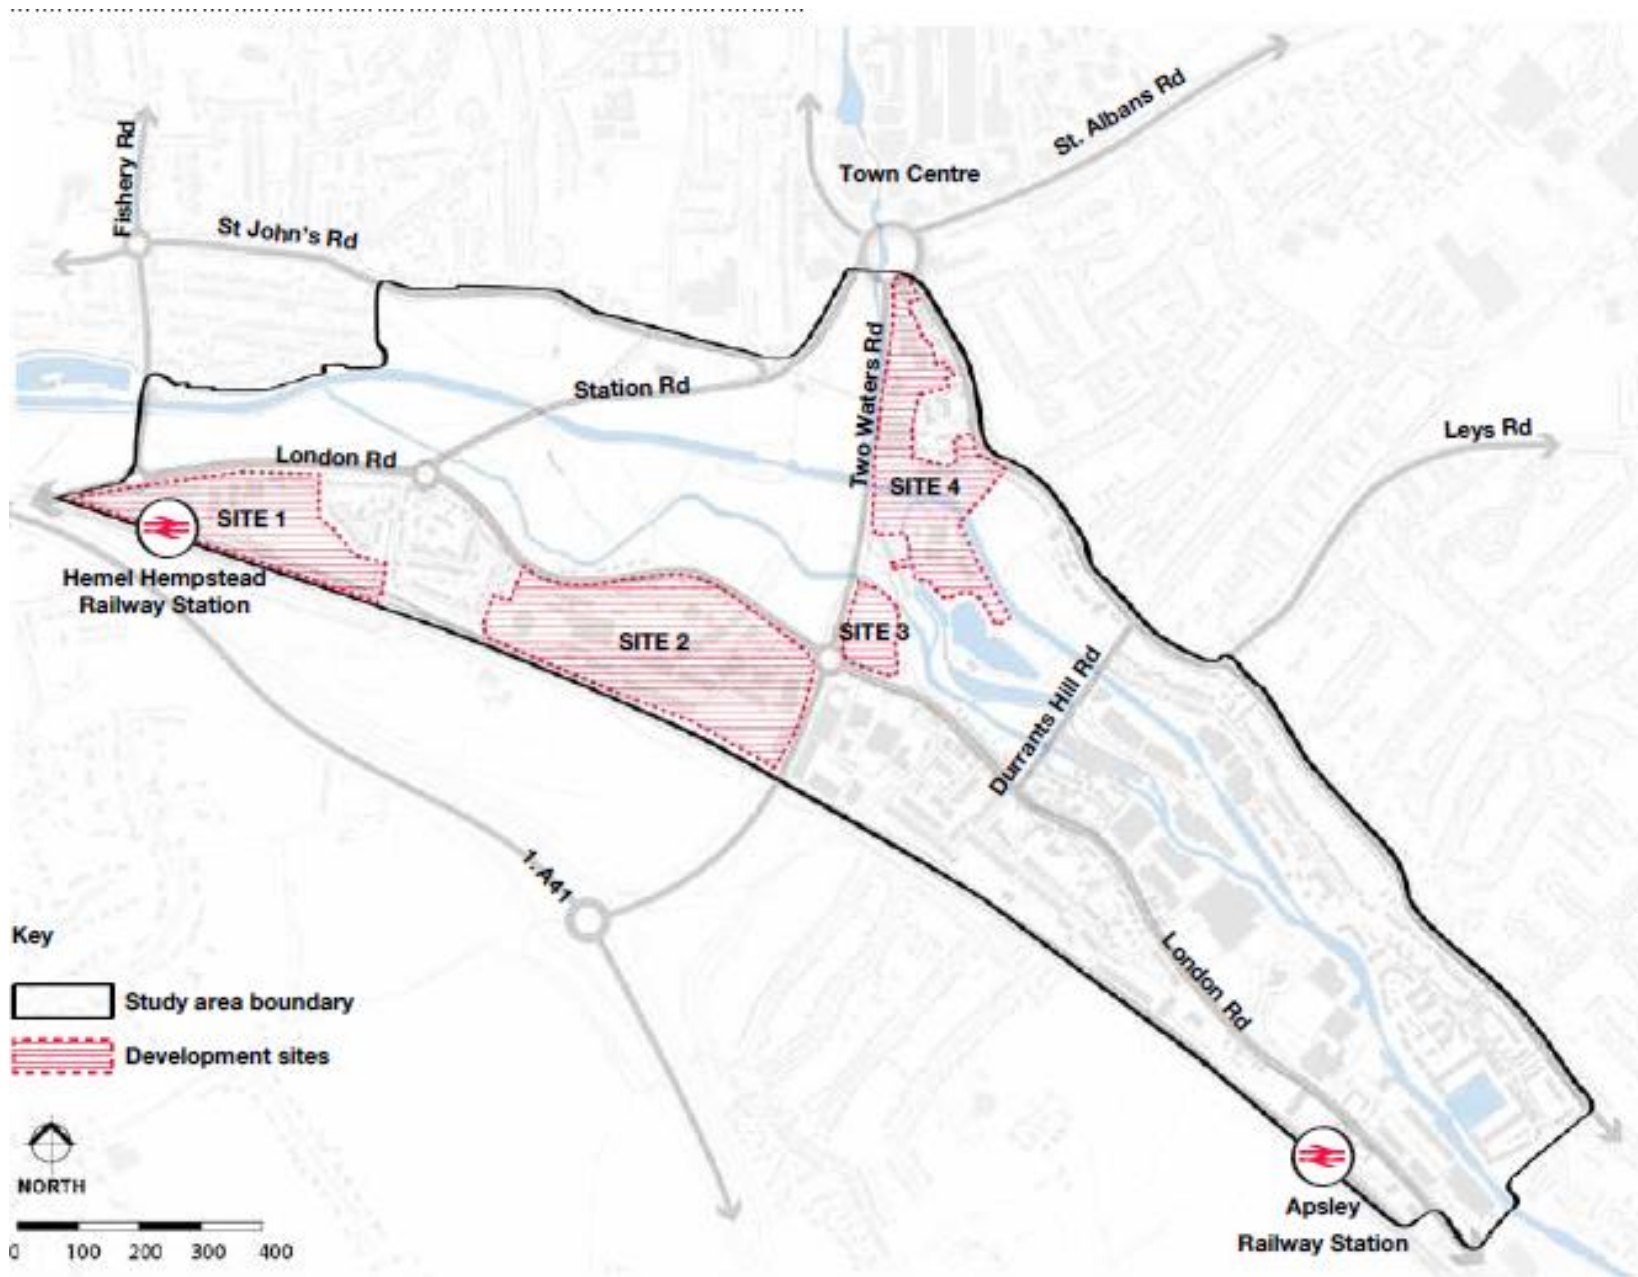 Fishery Rd
St John's Rd
St. Albans Rd
Town Centre
Station Rd
Two Waters Rd
London Rd
Leys Rd
SITE 1
SITE 4
Hemel Hempstead
Railway Station
SITE 2
SITE 3
Durrants Hill Rd
1. A41
London Rd
Key
Study area boundary
Development sites
NORTH
0 100 200 300 400
Apsley
Railway Station